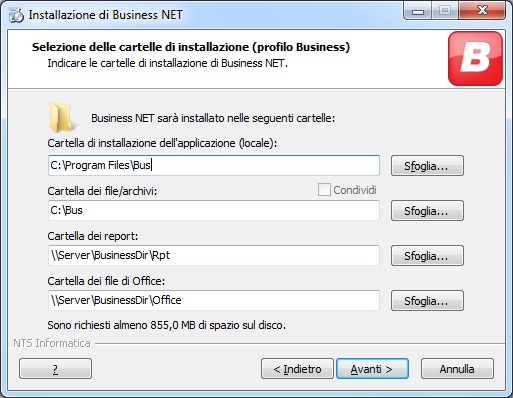 Installazione di Business NET
Selezione delle cartelle di installazione (profilo Business)
Indicare le cartelle di installazione di Business NET.
B
Business NET sarà installato nelle seguenti cartelle:
Cartella di installazione dell'applicazione (locale):
C:\Program Files\Bus
Sfoglia...
Cartella dei file/archivi:
Condividi
C:\Bus
Sfoglia...
Cartella dei report:
\\Server\BusinessDir\Rpt
Sfoglia...
Cartella dei file di Office:
\\Server\BusinessDir\Office
Sfoglia...
Sono richiesti almeno 855,0 MB di spazio sul disco.
NTS Informatica
?
< Indietro
Avanti >
Annulla